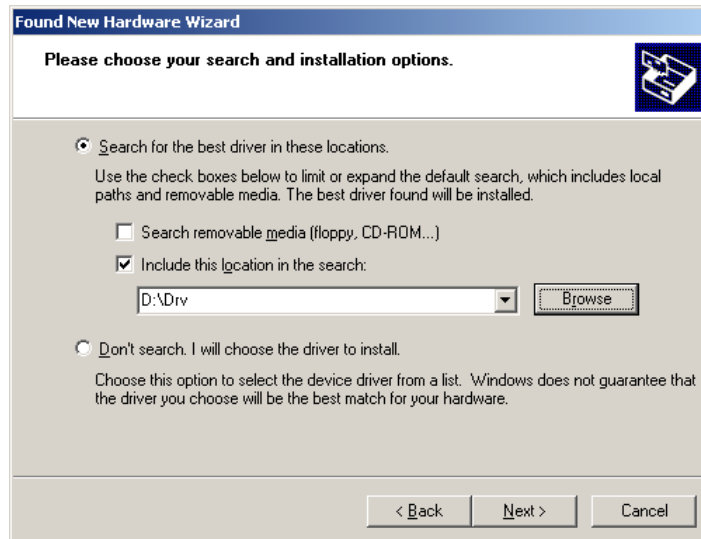 Found New Hardware Wizard
Please choose your search and installation options.
Search for the best driver in these locations.
Use the check boxes below to limit or expand the default search, which includes local
paths and removable media. The best driver found will be installed.
Search removable media (floppy, CD-ROM...)
Include this location in the search:
D:\Drv
Browse
Don't search. I will choose the driver to install.
Choose this option to select the device driver from a list. Windows does not guarantee that
the driver you choose will be the best match for your hardware.
< Back Next > Cancel